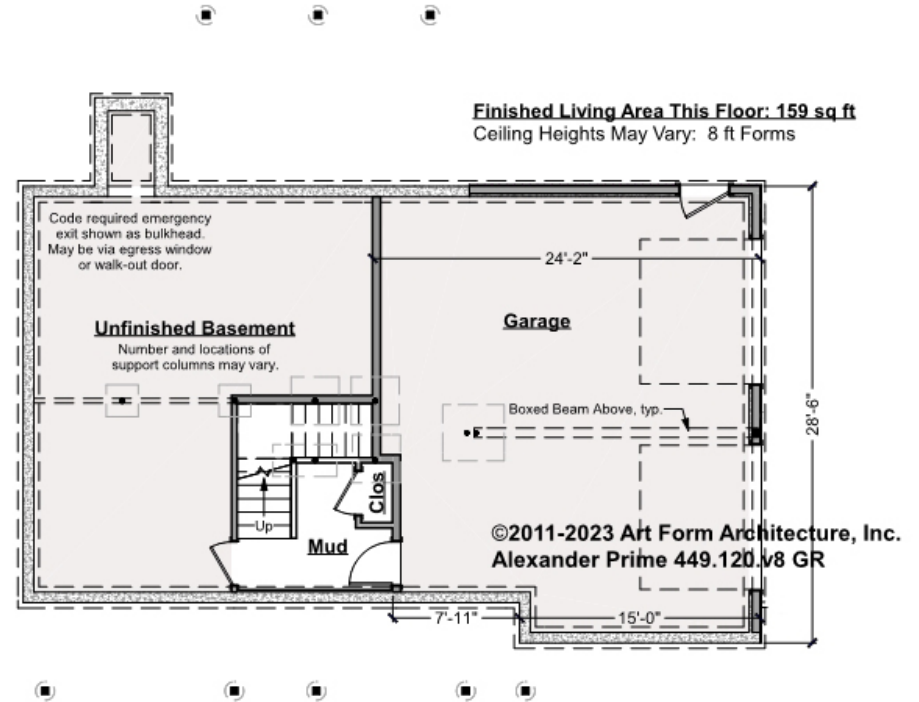 Finished Living Area This Floor: 159 sq ft
Ceiling Heights May Vary: 8 ft Forms
Code required emergency
exit shown as bulkhead.
May be via egress window
or walk-out door.
24'-2"
Unfinished Basement
Number and locations of
support columns may vary.
Garage
Boxed Beam Above, typ.
28'-6"
Clos
Up
Mud
©2011-2023 Art Form Architecture, Inc.
Alexander Prime 449.120.v8 GR
7'-11"
15'-0"